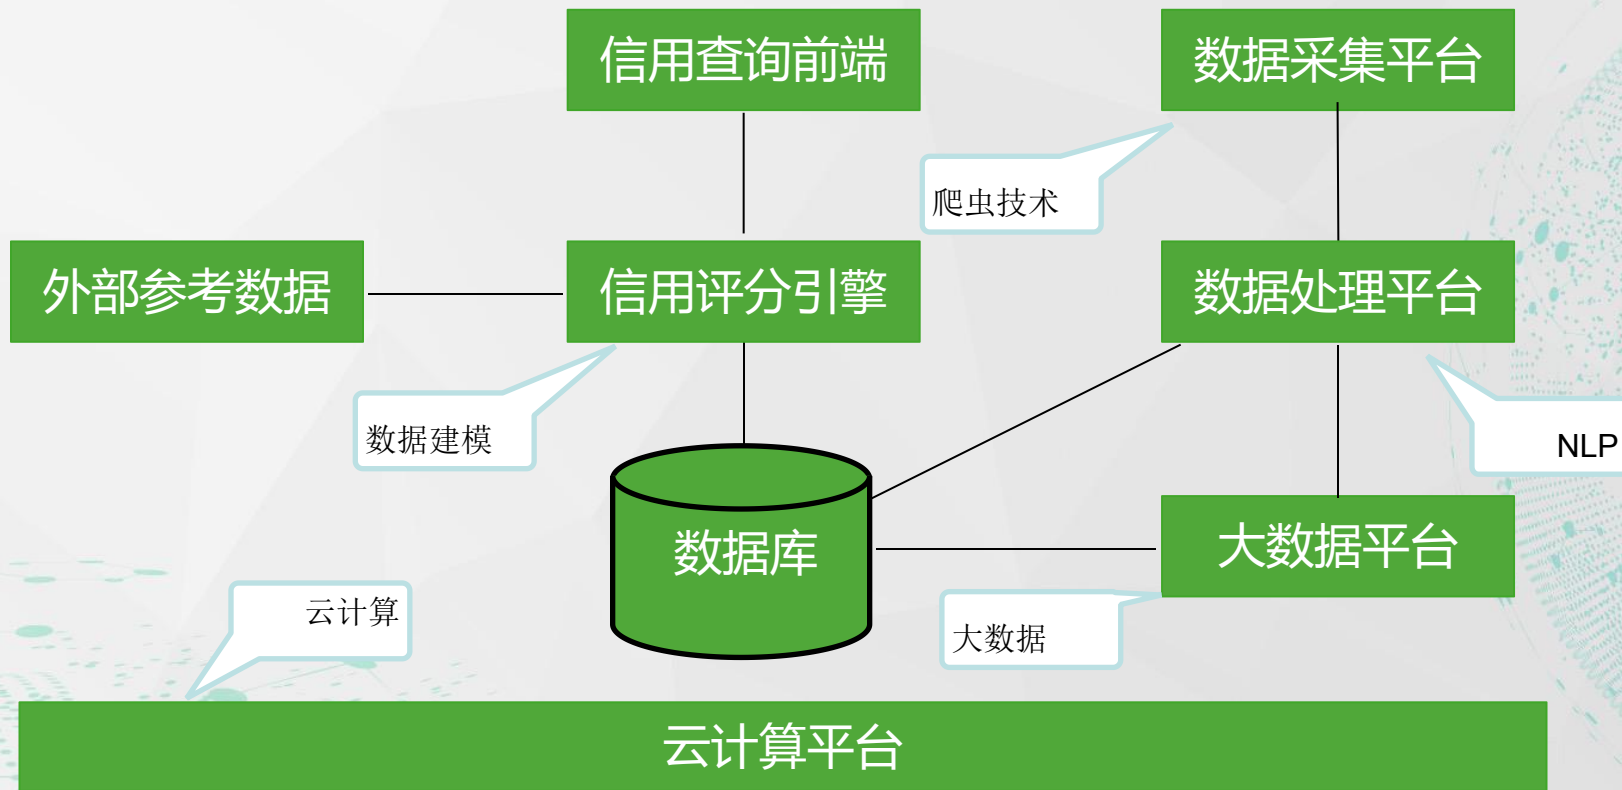 信用查询前端
数据采集平台
爬虫技术
外部参考数据
信用评分引擎
数据处理平台
数据建模
NLP
数据库
大数据平台
云计算
大数据
云计算平台